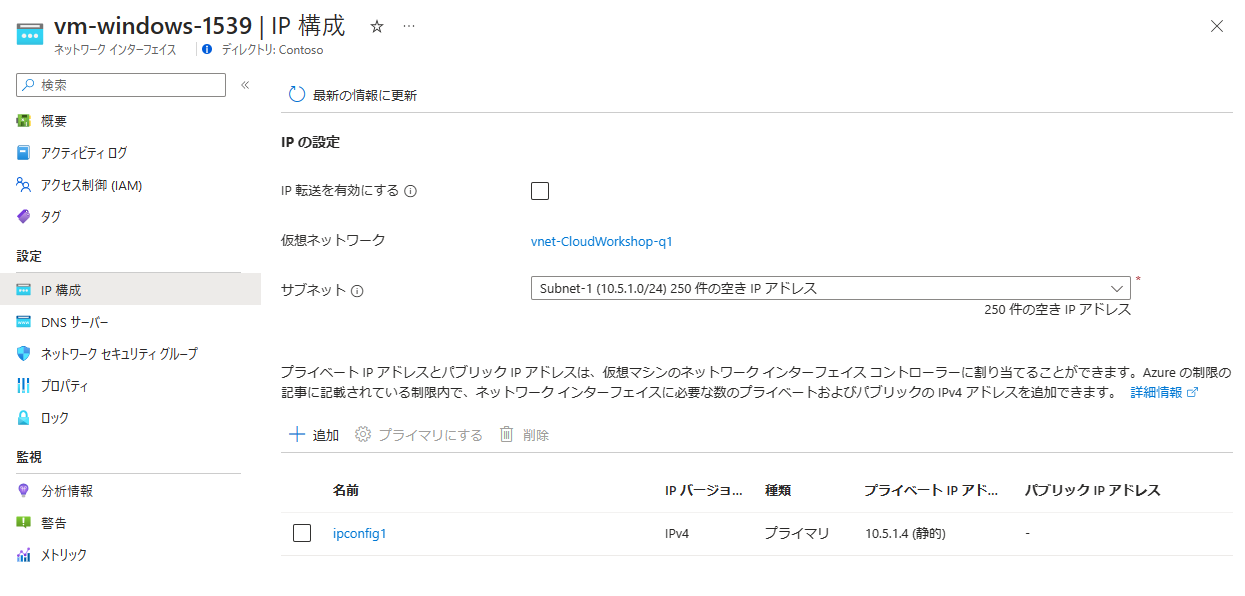 vm-windows-1539 | IP 構成 ☆ …
ネットワーク インターフェイス | ディレクトリ: Contoso
検索
«
概要
アクティビティ ログ
アクセス制御 (IAM)
タグ
設定
IP 構成
DNS サーバー
ネットワーク セキュリティ グループ
プロパティ
ロック
監視
分析情報
警告
メトリック
最新の情報に更新
IP の設定
IP 転送を有効にする
仮想ネットワーク vnet-CloudWorkshop-q1
サブネット Subnet-1 (10.5.1.0/24) 250 件の空き IP アドレス *
250 件の空き IP アドレス
プライベート IP アドレスとパブリック IP アドレスは、仮想マシンのネットワーク インターフェイス コントローラーに割り当てることができます。Azure の制限の
記事に記載されている制限内で、ネットワーク インターフェイスに必要な数のプライベートおよびパブリックの IPv4 アドレスを追加できます。 詳細情報
追加 プライマリにする 削除
名前 IP バージョ... 種類 プライベート IP アド... パブリック IP アドレス
ipconfig1 IPv4 プライマリ 10.5.1.4 (静的) -